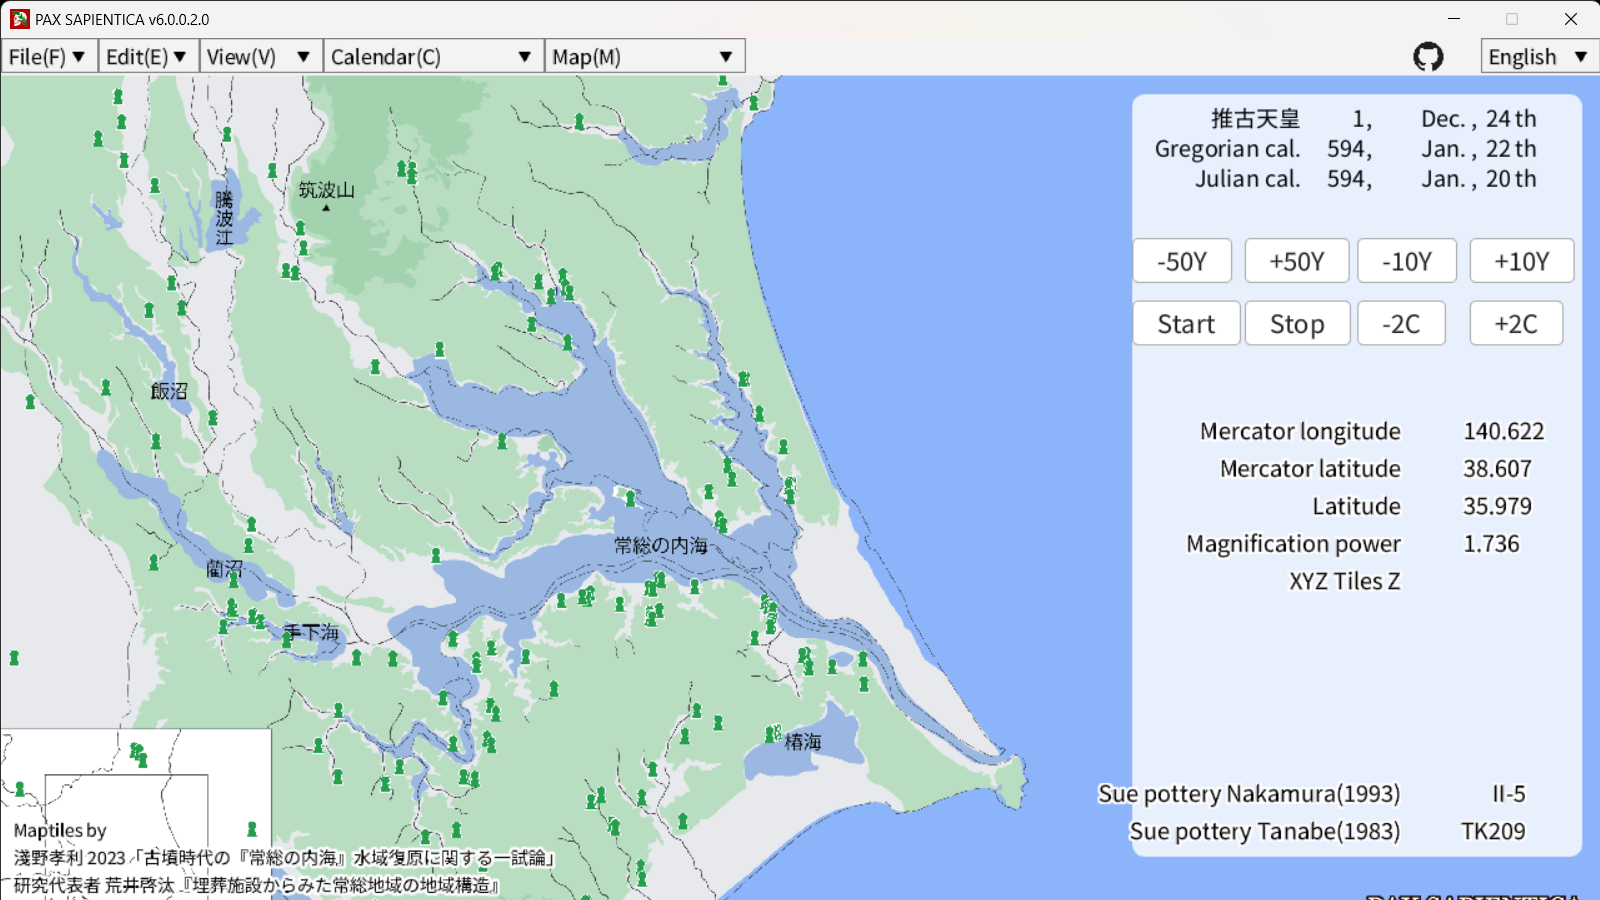 PAX SAPIENTICA v6.0.0.2.0
File(F) ▼ Edit(E) ▼ View(V) ▼ Calendar(C) ▼ Map(M) ▼ English ▼
推古天皇 1, Dec. , 24 th
Gregorian cal. 594, Jan. , 22 th
Julian cal. 594, Jan. , 20 th
-50Y +50Y -10Y +10Y
Start Stop -2C +2C
Mercator longitude 140.622
Mercator latitude 38.607
Latitude 35.979
Magnification power 1.736
XYZ Tiles Z
Sue pottery Nakamura(1993) II-5
Sue pottery Tanabe(1983) TK209
筑波山
騰波江
飯沼
常総の内海
藺沼
手下海
椿海
Maptiles by
淺野孝利 2023 「古墳時代の『常総の内海』水域復原に関する一試論」
研究代表者 荒井啓汰 『埋葬施設からみた常総地域の地域構造』
PAX SAPIENTICA